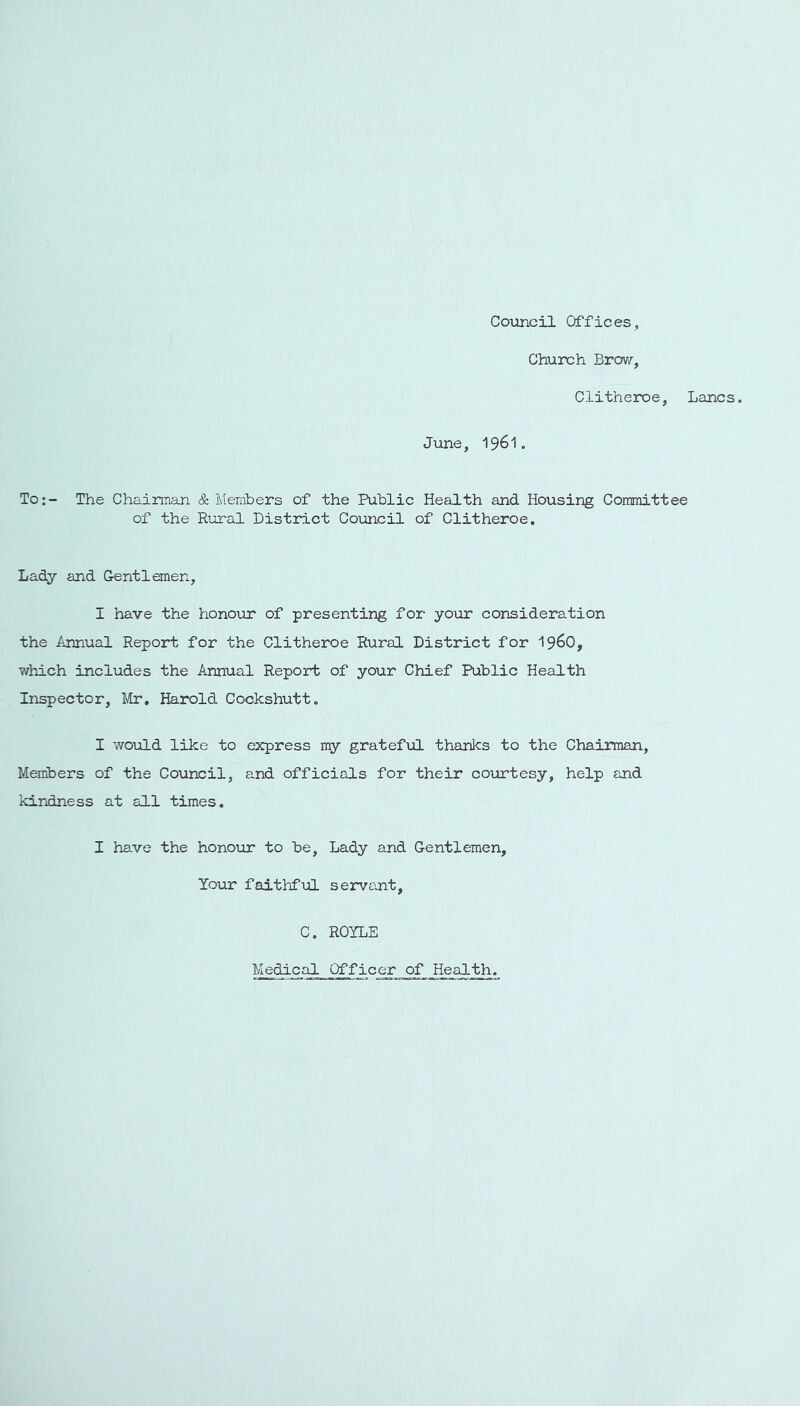 Council Offices,
Church Brow,
Clitheroe, Lancs.
June, 1961.
To:- The Chairman & Members of the Public Health and Housing Committee
of the Rural District Council of Clitheroe.
Lady and Gentlemen,
I have the honour of presenting for your consideration
the Annual Report for the Clitheroe Rural District for 1960,
which includes the Annual Report of your Chief Public Health
Inspector, Mr. Harold Cockshutt.
I would like to express my grateful thanks to the Chairman,
Members of the Council, and officials for their courtesy, help and
kindness at all times.
I have the honour to be, Lady and Gentlemen,
Your faithful servant,
C. ROYLE
Medical Officer of Health.